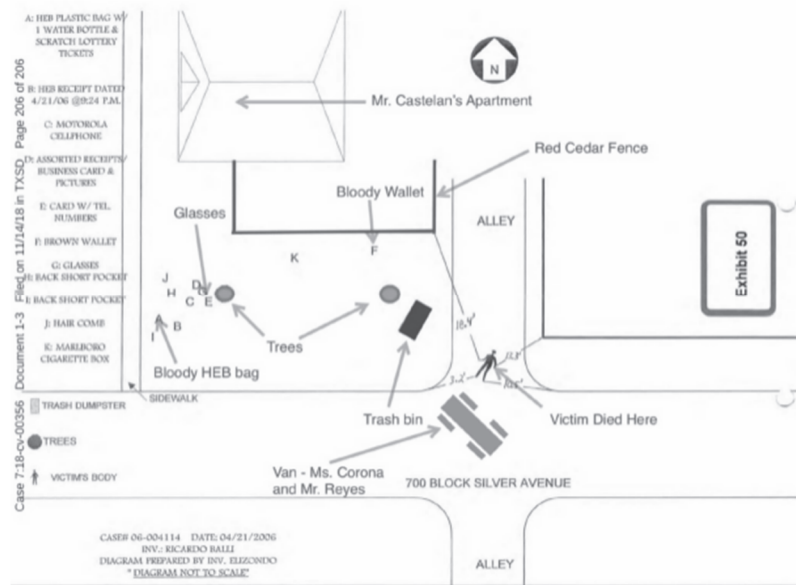 A: HEB PLASTIC BAG W/
1 WATER BOTTLE &
SCRATCH LOTTERY
TICKETS
B: HEB RECEIPT DATED
4/21/06 @9:24 P.M.
C: MOTOROLA
CELLPHONE
D: ASSORTED RECEIPTS/
BUSINESS CARD &
PICTURES
E: CARD W/ TEL.
NUMBERS
F: BROWN WALLET
G: GLASSES
H: BACK SHORT POCKET
I: BACK SHORT POCKET
J: HAIR COMB
K: MARLBORO
CIGARETTE BOX
TRASH DUMPSTER
TREES
VICTIM'S BODY
Case 7:18-cv-00356 Document 1-3 Filed on 11/14/18 in TXSD Page 206 of 206
N
Mr. Castelan's Apartment
Red Cedar Fence
Bloody Wallet
ALLEY
Glasses
F
K
J
D
H
C
E
A
B
I
Trees
Bloody HEB bag
SIDEWALK
18.4'
Trash bin
Victim Died Here
Van - Ms. Corona
and Mr. Reyes
700 BLOCK SILVER AVENUE
ALLEY
Exhibit 50
CASE# 06-004114 DATE: 04/21/2006
INV.: RICARDO BALLI
DIAGRAM PREPARED BY INV. ELIZONDO
"DIAGRAM NOT TO SCALE"